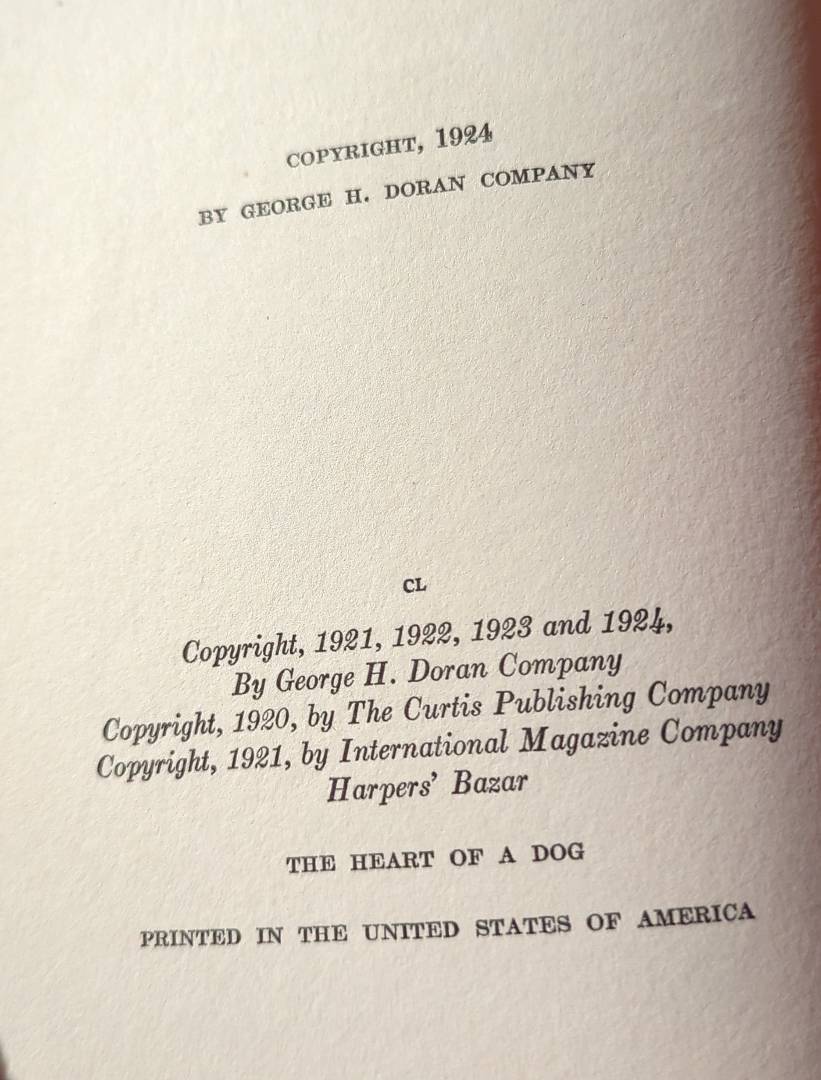 COPYRIGHT, 1924
BY GEORGE H. DORAN COMPANY
CL
Copyright, 1921, 1922, 1923 and 1924,
By George H. Doran Company
Copyright, 1920, by The Curtis Publishing Company
Copyright, 1921, by International Magazine Company
Harpers' Bazar
THE HEART OF A DOG
PRINTED IN THE UNITED STATES OF AMERICA